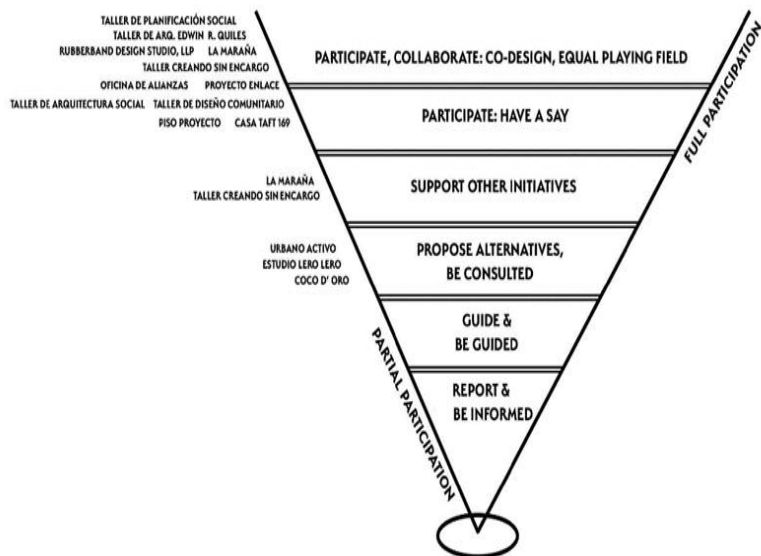 TALLER DE PLANIFICACIÓN SOCIAL
TALLER DE ARQ. EDWIN R. QUILES
RUBBERBAND DESIGN STUDIO, LLP LA MARAÑA
TALLER CREANDO SIN ENCARGO
OFICINA DE ALIANZAS PROYECTO ENLACE
TALLER DE ARQUITECTURA SOCIAL TALLER DE DISEÑO COMUNITARIO
PISO PROYECTO CASA TAFT 169
PARTICIPATE, COLLABORATE: CO-DESIGN, EQUAL PLAYING FIELD
PARTICIPATE: HAVE A SAY
FULL PARTICIPATION
LA MARAÑA
TALLER CREANDO SIN ENCARGO
SUPPORT OTHER INITIATIVES
URBANO ACTIVO
ESTUDIO LERO LERO
COCO D' ORO
PROPOSE ALTERNATIVES,
BE CONSULTED
GUIDE &
BE GUIDED
PARTIAL PARTICIPATION
REPORT &
BE INFORMED